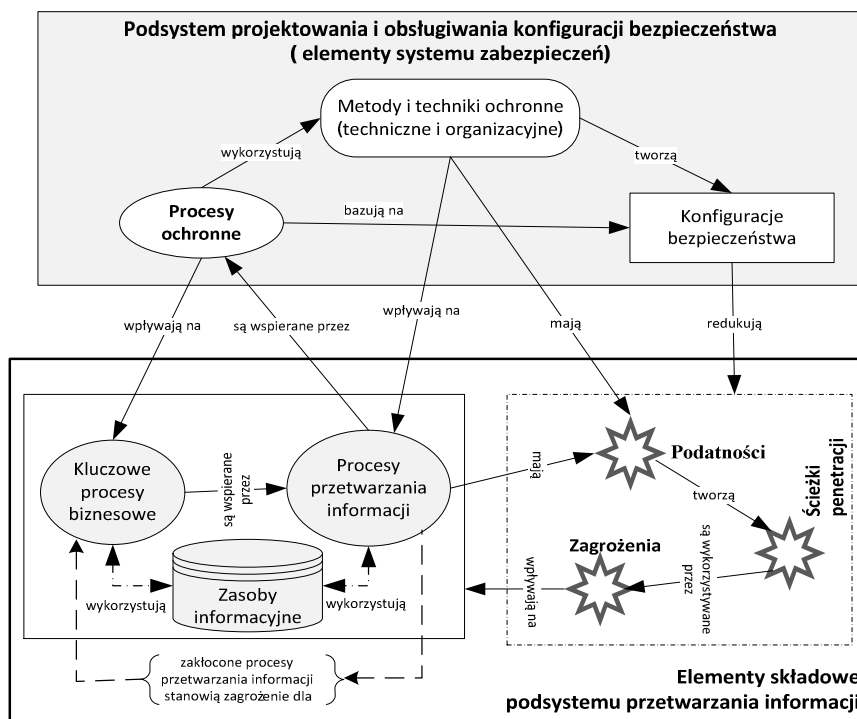 Podsystem projektowania i obsługiwania konfiguracji bezpieczeństwa
( elementy systemu zabezpieczeń)
Metody i techniki ochronne
(techniczne i organizacyjne)
wykorzystują
tworzą
Procesy
ochronne
bazują na
Konfiguracje
bezpieczeństwa
wpływają na
są wspierane przez
wpływają na
mają
redukują
Kluczowe
procesy
biznesowe
są wspierane
przez
Procesy
przetwarzania
informacji
mają
Podatności
tworzą
Ścieżki
penetracji
Zagrożenia
są wykorzystywane
przez
wpływają na
Zasoby
informacyjne
wykorzystują
wykorzystują
zakłócone procesy
przetwarzania informacji
stanowią zagrożenie dla
Elementy składowe
podsystemu przetwarzania informacji